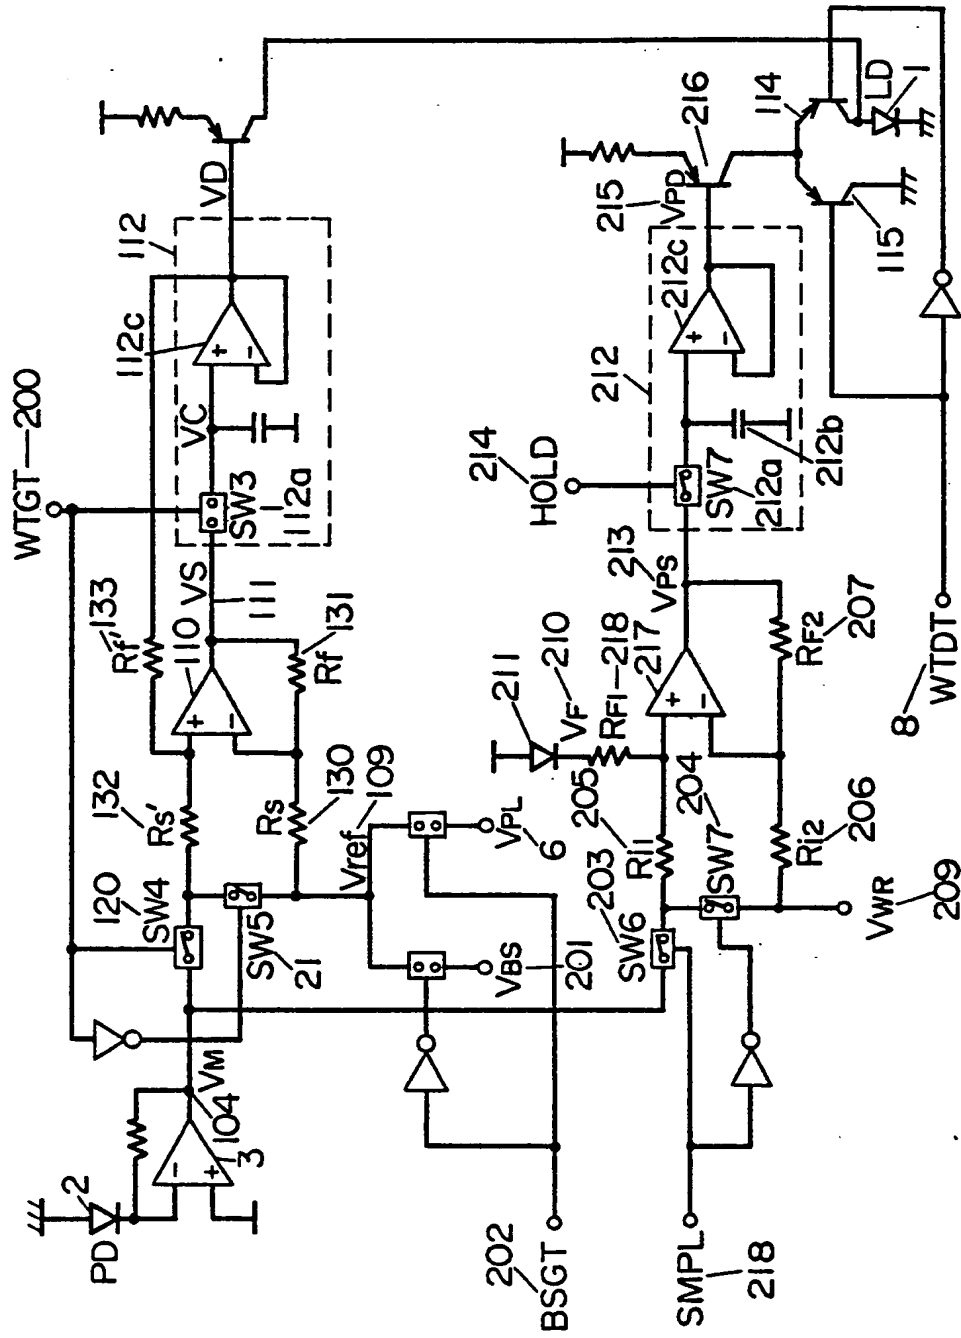 WTGT—200
112
112c
VD
VC
SW3
112a
133
Rf'
110
VS
111
131
Rf
132
Rs'
Rs
130
120
SW4
SW5
21
Vref
109
VPL
6
VBS
201
VM
104
3
2
PD
202
BSGT
SMPL
218
HOLD
214
212
212c
212b
SW7
212a
213
VPS
215
VPD
216
114
115
LD
1
211
VF
210
RF1—218
217
205
Ri1
203
SW6
204
SW7
Ri2
206
RF2
207
VWR
209
8
WTDT